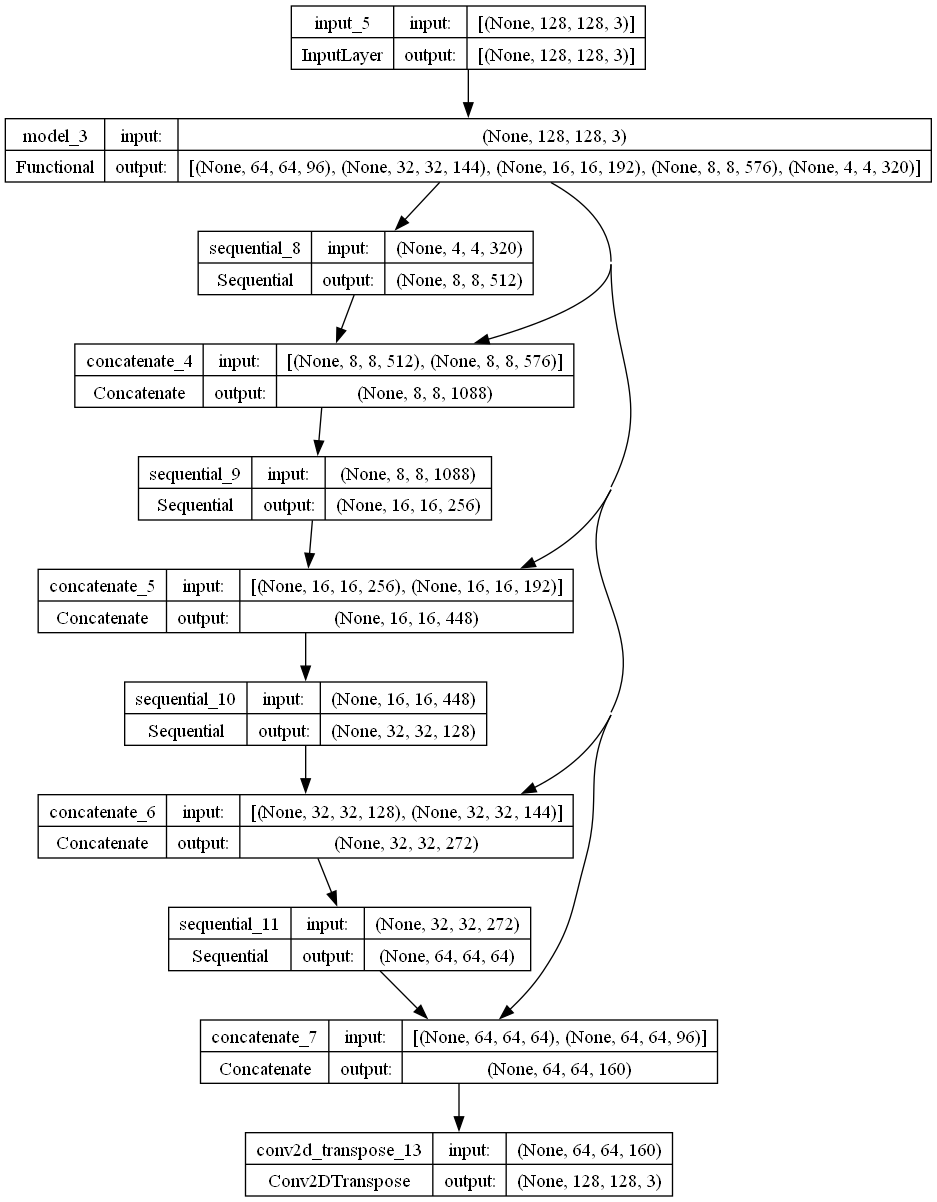 input_5 input: [(None, 128, 128, 3)]
InputLayer output: [(None, 128, 128, 3)]
model_3 input: (None, 128, 128, 3)
Functional output: [(None, 64, 64, 96), (None, 32, 32, 144), (None, 16, 16, 192), (None, 8, 8, 576), (None, 4, 4, 320)]
sequential_8 input: (None, 4, 4, 320)
Sequential output: (None, 8, 8, 512)
concatenate_4 input: [(None, 8, 8, 512), (None, 8, 8, 576)]
Concatenate output: (None, 8, 8, 1088)
sequential_9 input: (None, 8, 8, 1088)
Sequential output: (None, 16, 16, 256)
concatenate_5 input: [(None, 16, 16, 256), (None, 16, 16, 192)]
Concatenate output: (None, 16, 16, 448)
sequential_10 input: (None, 16, 16, 448)
Sequential output: (None, 32, 32, 128)
concatenate_6 input: [(None, 32, 32, 128), (None, 32, 32, 144)]
Concatenate output: (None, 32, 32, 272)
sequential_11 input: (None, 32, 32, 272)
Sequential output: (None, 64, 64, 64)
concatenate_7 input: [(None, 64, 64, 64), (None, 64, 64, 96)]
Concatenate output: (None, 64, 64, 160)
conv2d_transpose_13 input: (None, 64, 64, 160)
Conv2DTranspose output: (None, 128, 128, 3)